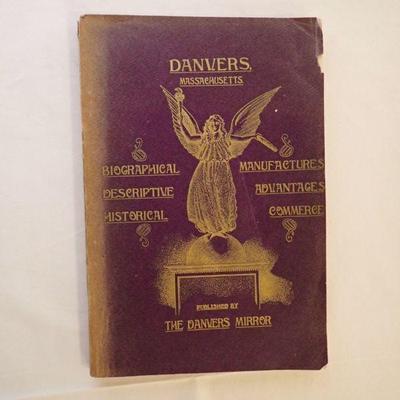 DANVERS,
MASSACHUSETTS.
BIOGRAPHICAL
DESCRIPTIVE
HISTORICAL
MANUFACTURES
ADVANTAGES
COMMERCE
PUBLISHED BY
THE DANVERS MIRROR